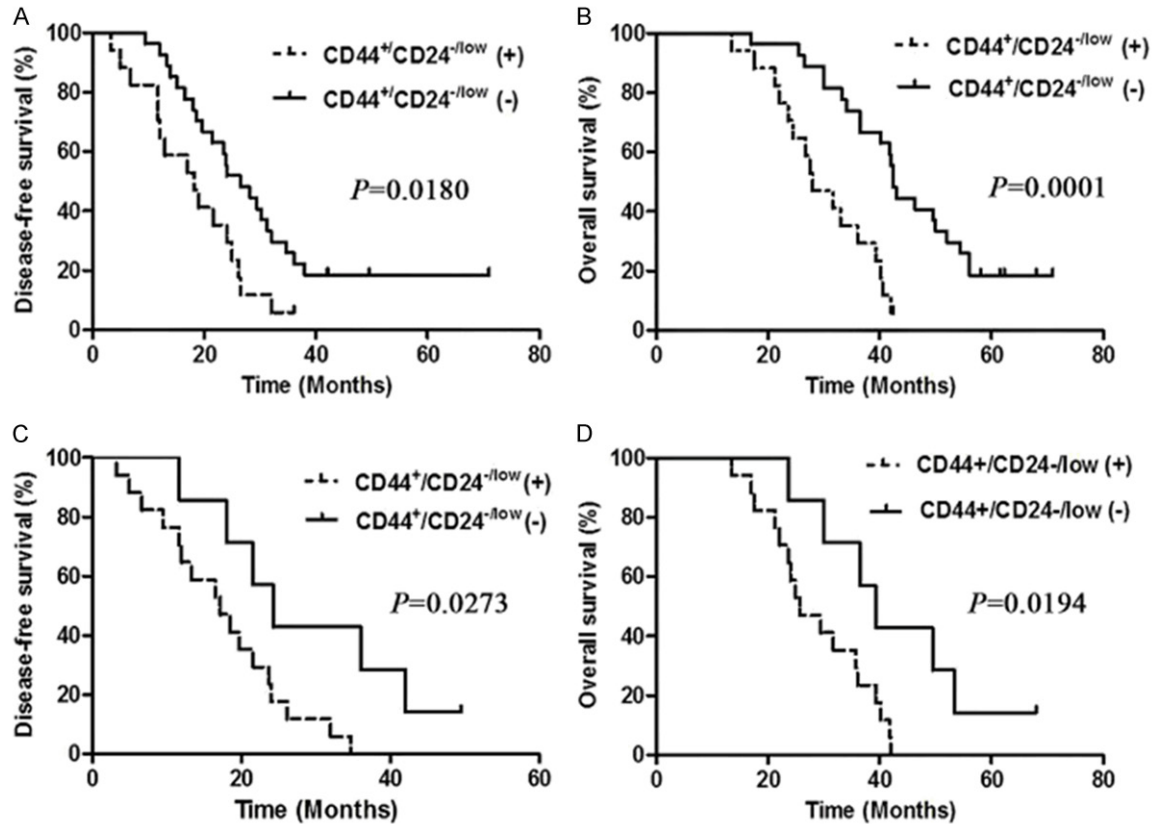 A
Disease-free survival (%)
100
80
60
40
20
0
CD44⁺/CD24⁻/ˡᵒʷ (+)
CD44⁺/CD24⁻/ˡᵒʷ (-)
P=0.0180
0 20 40 60 80
Time (Months)
B
Overall survival (%)
100
80
60
40
20
0
CD44⁺/CD24⁻/ˡᵒʷ (+)
CD44⁺/CD24⁻/ˡᵒʷ (-)
P=0.0001
0 20 40 60 80
Time (Months)
C
Disease-free survival (%)
100
80
60
40
20
0
CD44⁺/CD24⁻/ˡᵒʷ (+)
CD44⁺/CD24⁻/ˡᵒʷ (-)
P=0.0273
0 20 40 60
Time (Months)
D
Overall survival (%)
100
80
60
40
20
0
CD44+/CD24-/low (+)
CD44+/CD24-/low (-)
P=0.0194
0 20 40 60 80
Time (Months)